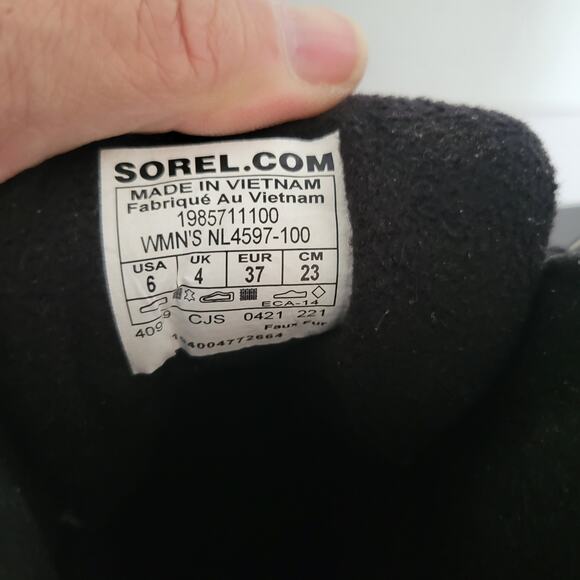 SOREL.COM
MADE IN VIETNAM
Fabriqué Au Vietnam
1985711100
WMN'S NL4597-100
USA UK EUR CM
6 4 37 23
ECA-14
CJS 0421 221
Faux Fur